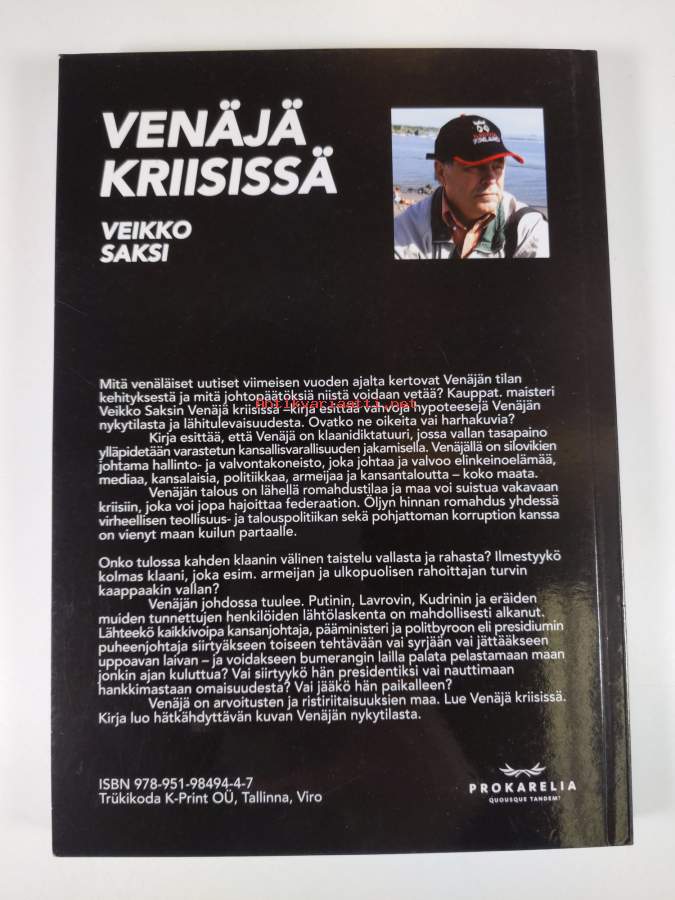 VENÄJÄ
KRIISISSÄ
VEIKKO
SAKSI
FINLAND
Mitä venäläiset uutiset viimeisen vuoden ajalta kertovat Venäjän tilan
kehityksestä ja mitä johtopäätöksiä niistä voidaan vetää? Kauppat. maisteri
Antikvariaatti.net
Veikko Saksin Venäjä kriisissä –kirja esittää vahvoja hypoteesejä Venäjän
nykytilasta ja lähitulevaisuudesta. Ovatko ne oikeita vai harhakuvia?
Kirja esittää, että Venäjä on klaanidiktatuuri, jossa vallan tasapaino
ylläpidetään varastetun kansallisvarallisuuden jakamisella. Venäjällä on silovikien
johtama hallinto- ja valvontakoneisto, joka johtaa ja valvoo elinkeinoelämää,
mediaa, kansalaisia, politiikkaa, armeijaa ja kansantaloutta – koko maata.
Venäjän talous on lähellä romahdustilaa ja maa voi suistua vakavaan
kriisiin, joka voi jopa hajoittaa federaation. Öljyn hinnan romahdus yhdessä
virheellisen teollisuus- ja talouspolitiikan sekä pohjattoman korruption kanssa
on vienyt maan kuilun partaalle.
Onko tulossa kahden klaanin välinen taistelu vallasta ja rahasta? Ilmestyykö
kolmas klaani, joka esim. armeijan ja ulkopuolisen rahoittajan turvin
kaappaakin vallan?
Venäjän johdossa tuulee. Putinin, Lavrovin, Kudrinin ja eräiden
muiden tunnettujen henkilöiden lähtölaskenta on mahdollisesti alkanut.
Lähteekö kaikkivoipa kansanjohtaja, pääministeri ja politbyroon eli presidiumin
puheenjohtaja siirtyäkseen toiseen tehtävään vai syrjään vai jättääkseen
uppoavan laivan – ja voidakseen bumerangin lailla palata pelastamaan maan
jonkin ajan kuluttua? Vai siirtyykö hän presidentiksi vai nauttimaan
hankkimastaan omaisuudesta? Vai jääkö hän paikalleen?
Venäjä on arvoitusten ja ristiriitaisuuksien maa. Lue Venäjä kriisissä.
Kirja luo hätkähdyttävän kuvan Venäjän nykytilasta.
ISBN 978-951-98494-4-7
Trükikoda K-Print OÜ, Tallinna, Viro
PROKARELIA
QUOUSQUE TANDEM?